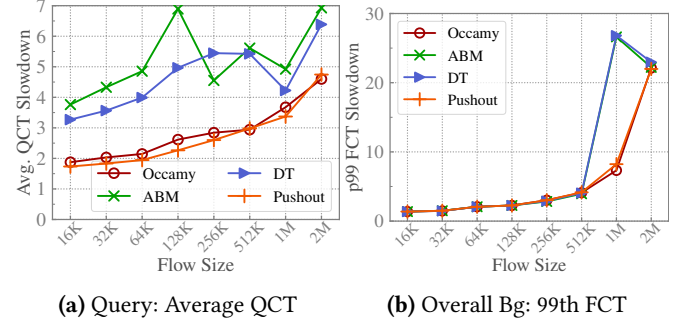 7
6
5
4
3
2
1
0
Avg. QCT Slowdown
Occamy
ABM
DT
Pushout
16K 32K 64K 128K 256K 512K 1M 2M
Flow Size
(a) Query: Average QCT
30
20
10
0
p99 FCT Slowdown
Occamy
ABM
DT
Pushout
16K 32K 64K 128K 256K 512K 1M 2M
Flow Size
(b) Overall Bg: 99th FCT